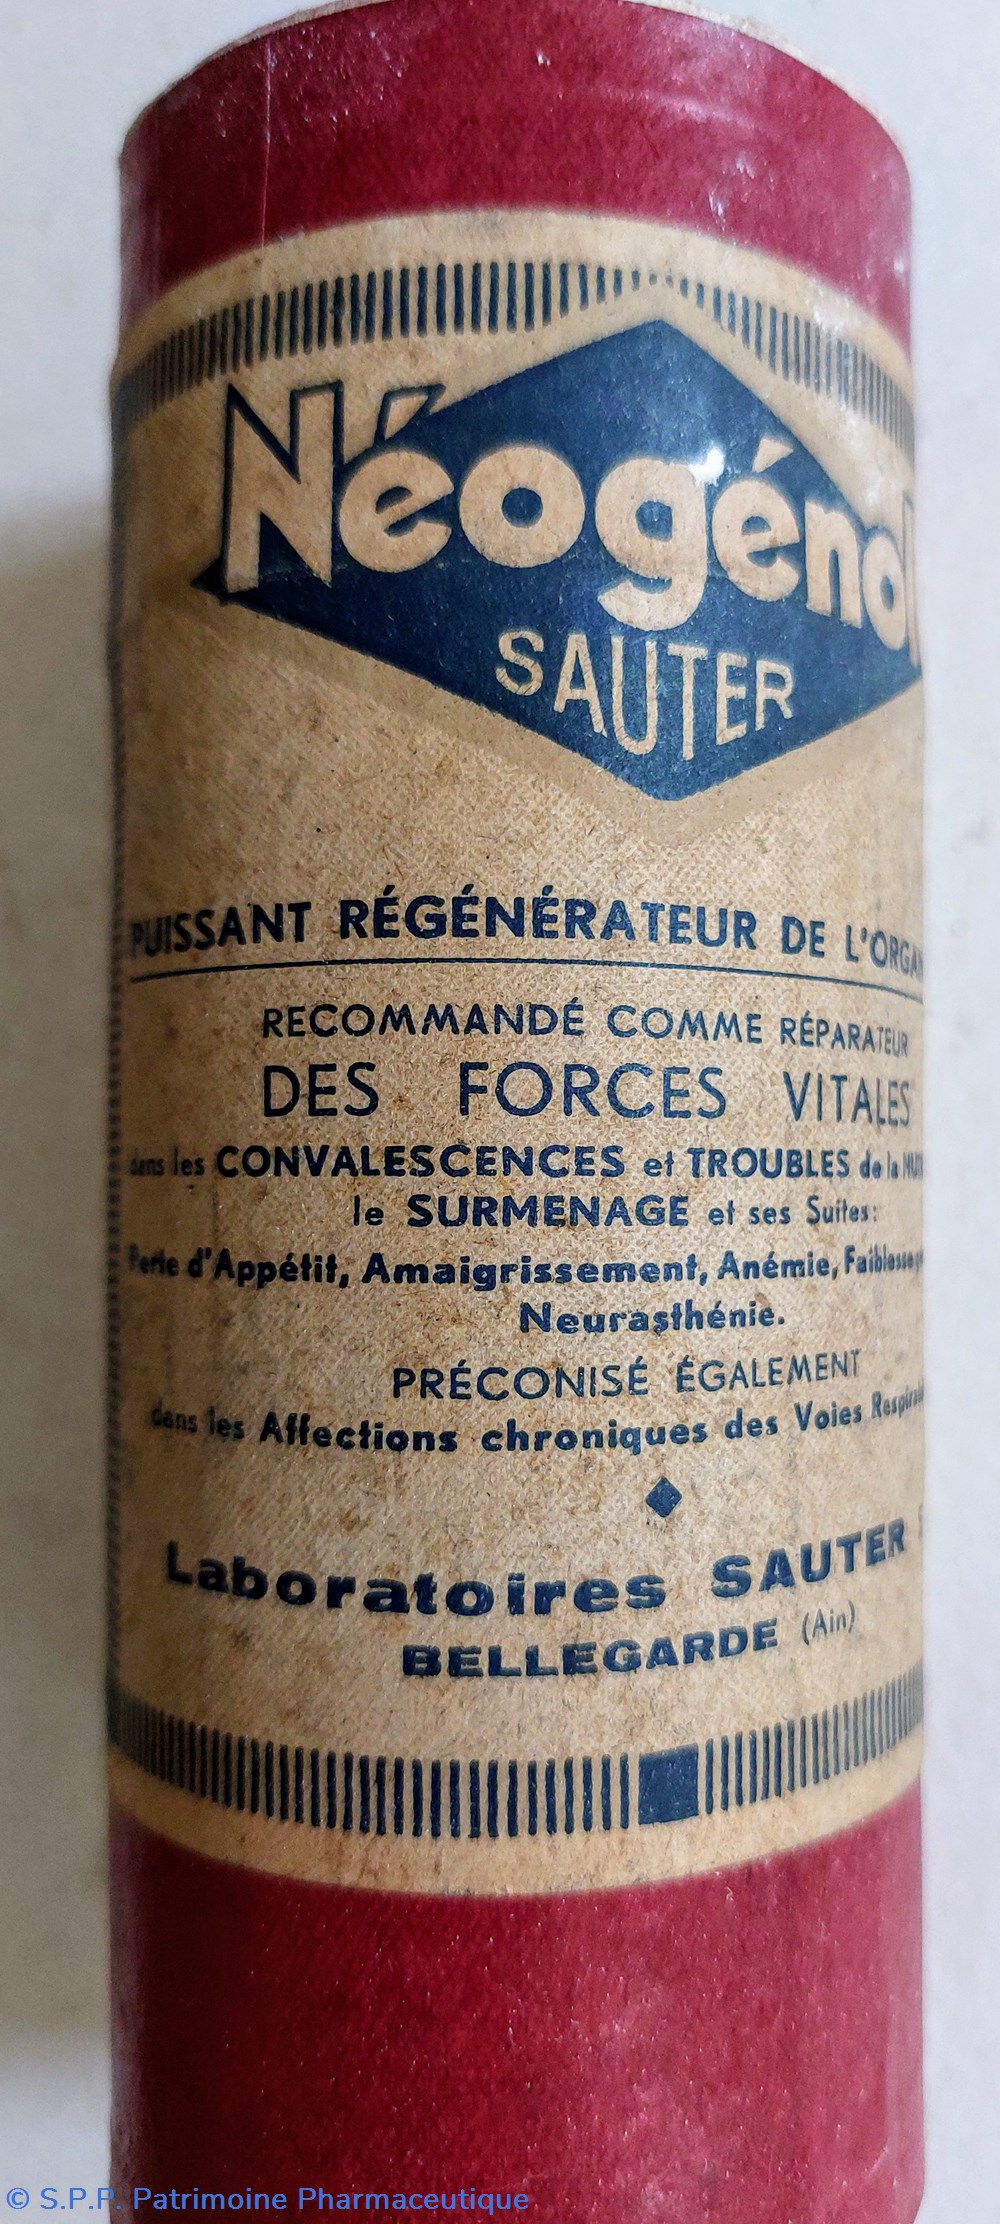 Néogénol
SAUTER
PUISSANT RÉGÉNÉRATEUR DE L'ORGA
RECOMMANDÉ COMME RÉPARATEUR
DES FORCES VITALES
dans les CONVALESCENCES et TROUBLES de la
le SURMENAGE et ses Suites:
Perte d'Appétit, Amaigrissement, Anémie, Faiblesse
Neurasthénie.
PRÉCONISÉ ÉGALEMENT
dans les Affections chroniques des Voies Respira
Laboratoires SAUTER
BELLEGARDE (Ain)
© S.P.P. Patrimoine Pharmaceutique